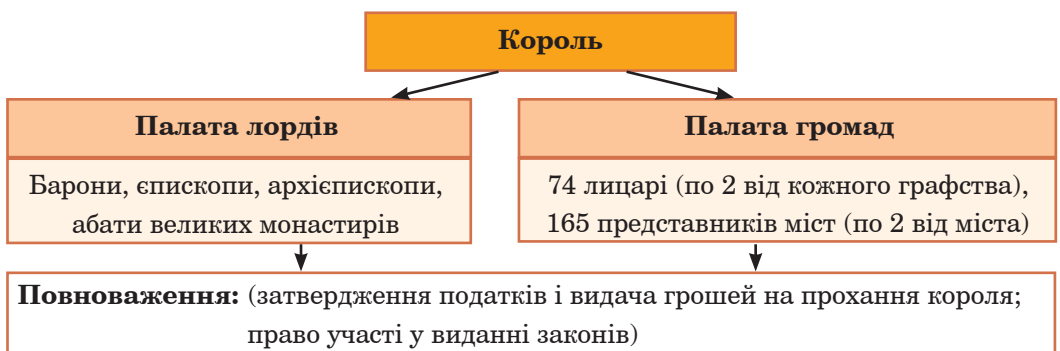 Король
Палата лордів
Барони, єпископи, архієпископи,
абати великих монастирів
Палата громад
74 лицарі (по 2 від кожного графства),
165 представників міст (по 2 від міста)
Повноваження: (затвердження податків і видача грошей на прохання короля;
право участі у виданні законів)